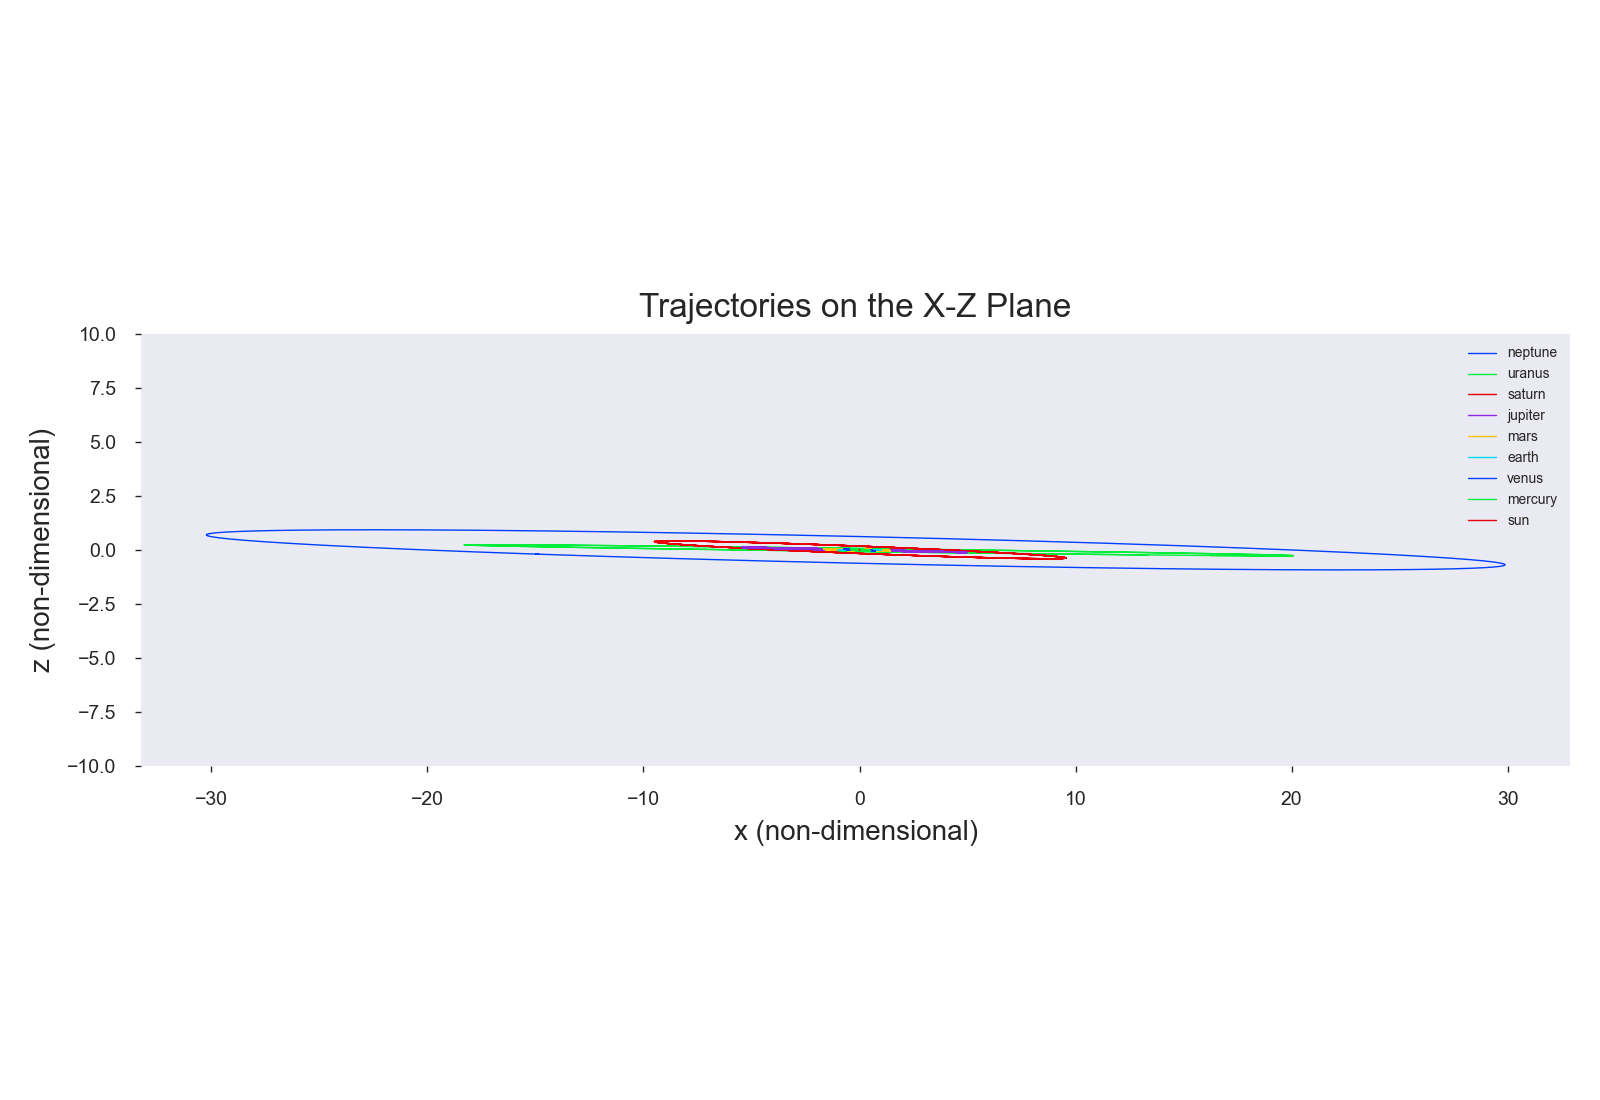 Trajectories on the X-Z Plane
10.0
7.5
5.0
2.5
0.0
−2.5
−5.0
−7.5
−10.0
z (non-dimensional)
neptune
uranus
saturn
jupiter
mars
earth
venus
mercury
sun
−30 −20 −10 0 10 20 30
x (non-dimensional)